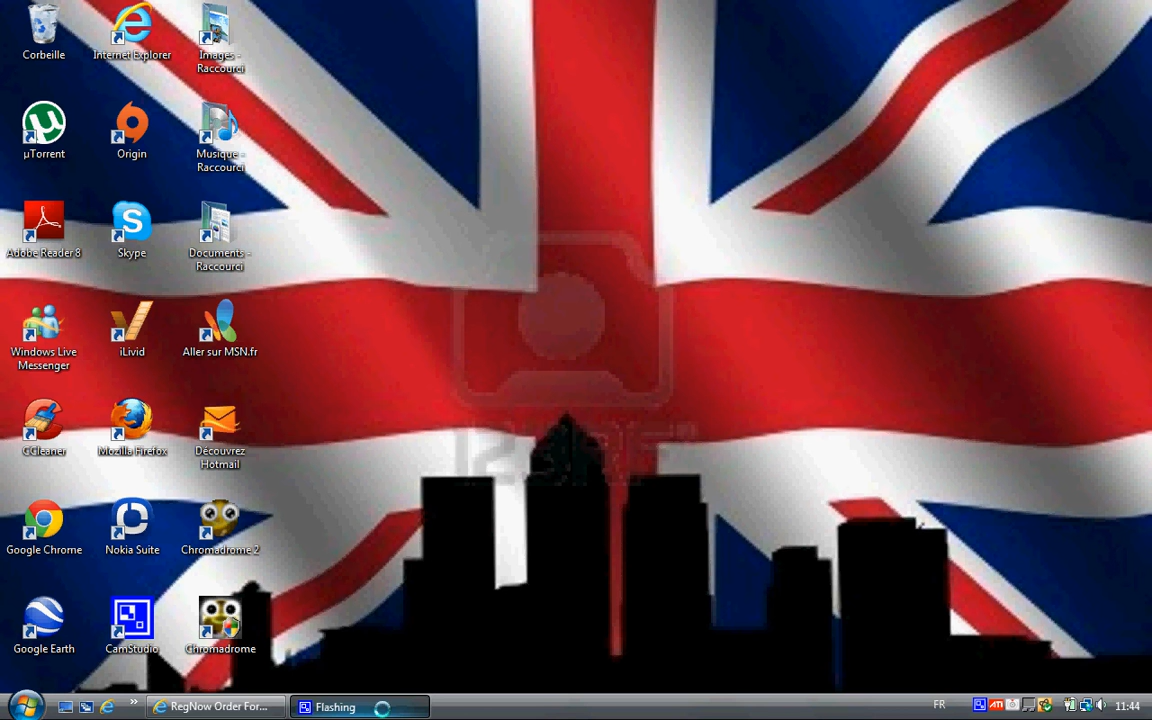 Corbeille
Internet Explorer
Images -
Raccourci
µTorrent
Origin
Musique -
Raccourci
Adobe Reader 8
Skype
Documents -
Raccourci
Windows Live
Messenger
iLivid
Aller sur MSN.fr
CCleaner
Mozilla Firefox
Découvrez
Hotmail
Google Chrome
Nokia Suite
Chromadrome 2
Google Earth
CamStudio
Chromadrome
123RF
RegNow Order For...
Flashing
FR
ATI
11:44